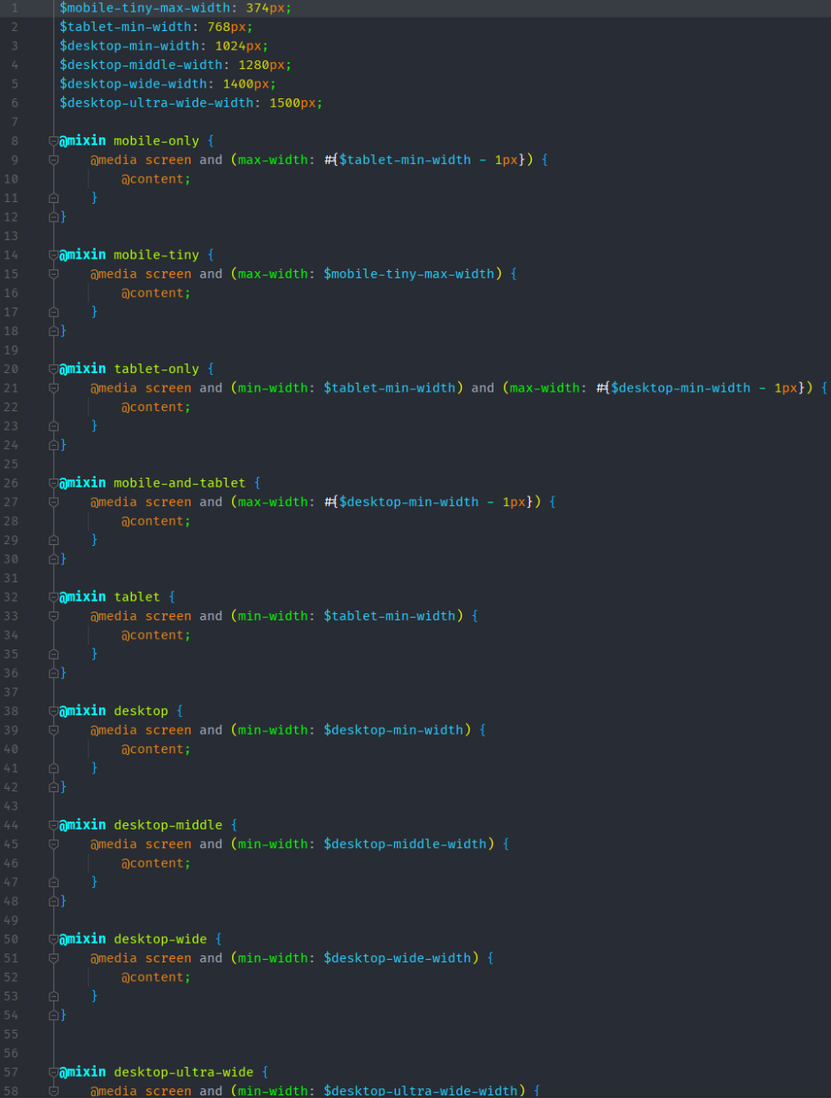 1 $mobile-tiny-max-width: 374px;
2 $tablet-min-width: 768px;
3 $desktop-min-width: 1024px;
4 $desktop-middle-width: 1280px;
5 $desktop-wide-width: 1400px;
6 $desktop-ultra-wide-width: 1500px;
7
8 @mixin mobile-only {
9     @media screen and (max-width: #{$tablet-min-width - 1px}) {
10         @content;
11     }
12 }
13
14 @mixin mobile-tiny {
15     @media screen and (max-width: $mobile-tiny-max-width) {
16         @content;
17     }
18 }
19
20 @mixin tablet-only {
21     @media screen and (min-width: $tablet-min-width) and (max-width: #{$desktop-min-width - 1px}) {
22         @content;
23     }
24 }
25
26 @mixin mobile-and-tablet {
27     @media screen and (max-width: #{$desktop-min-width - 1px}) {
28         @content;
29     }
30 }
31
32 @mixin tablet {
33     @media screen and (min-width: $tablet-min-width) {
34         @content;
35     }
36 }
37
38 @mixin desktop {
39     @media screen and (min-width: $desktop-min-width) {
40         @content;
41     }
42 }
43
44 @mixin desktop-middle {
45     @media screen and (min-width: $desktop-middle-width) {
46         @content;
47     }
48 }
49
50 @mixin desktop-wide {
51     @media screen and (min-width: $desktop-wide-width) {
52         @content;
53     }
54 }
55
56
57 @mixin desktop-ultra-wide {
58     @media screen and (min-width: $desktop-ultra-wide-width) {